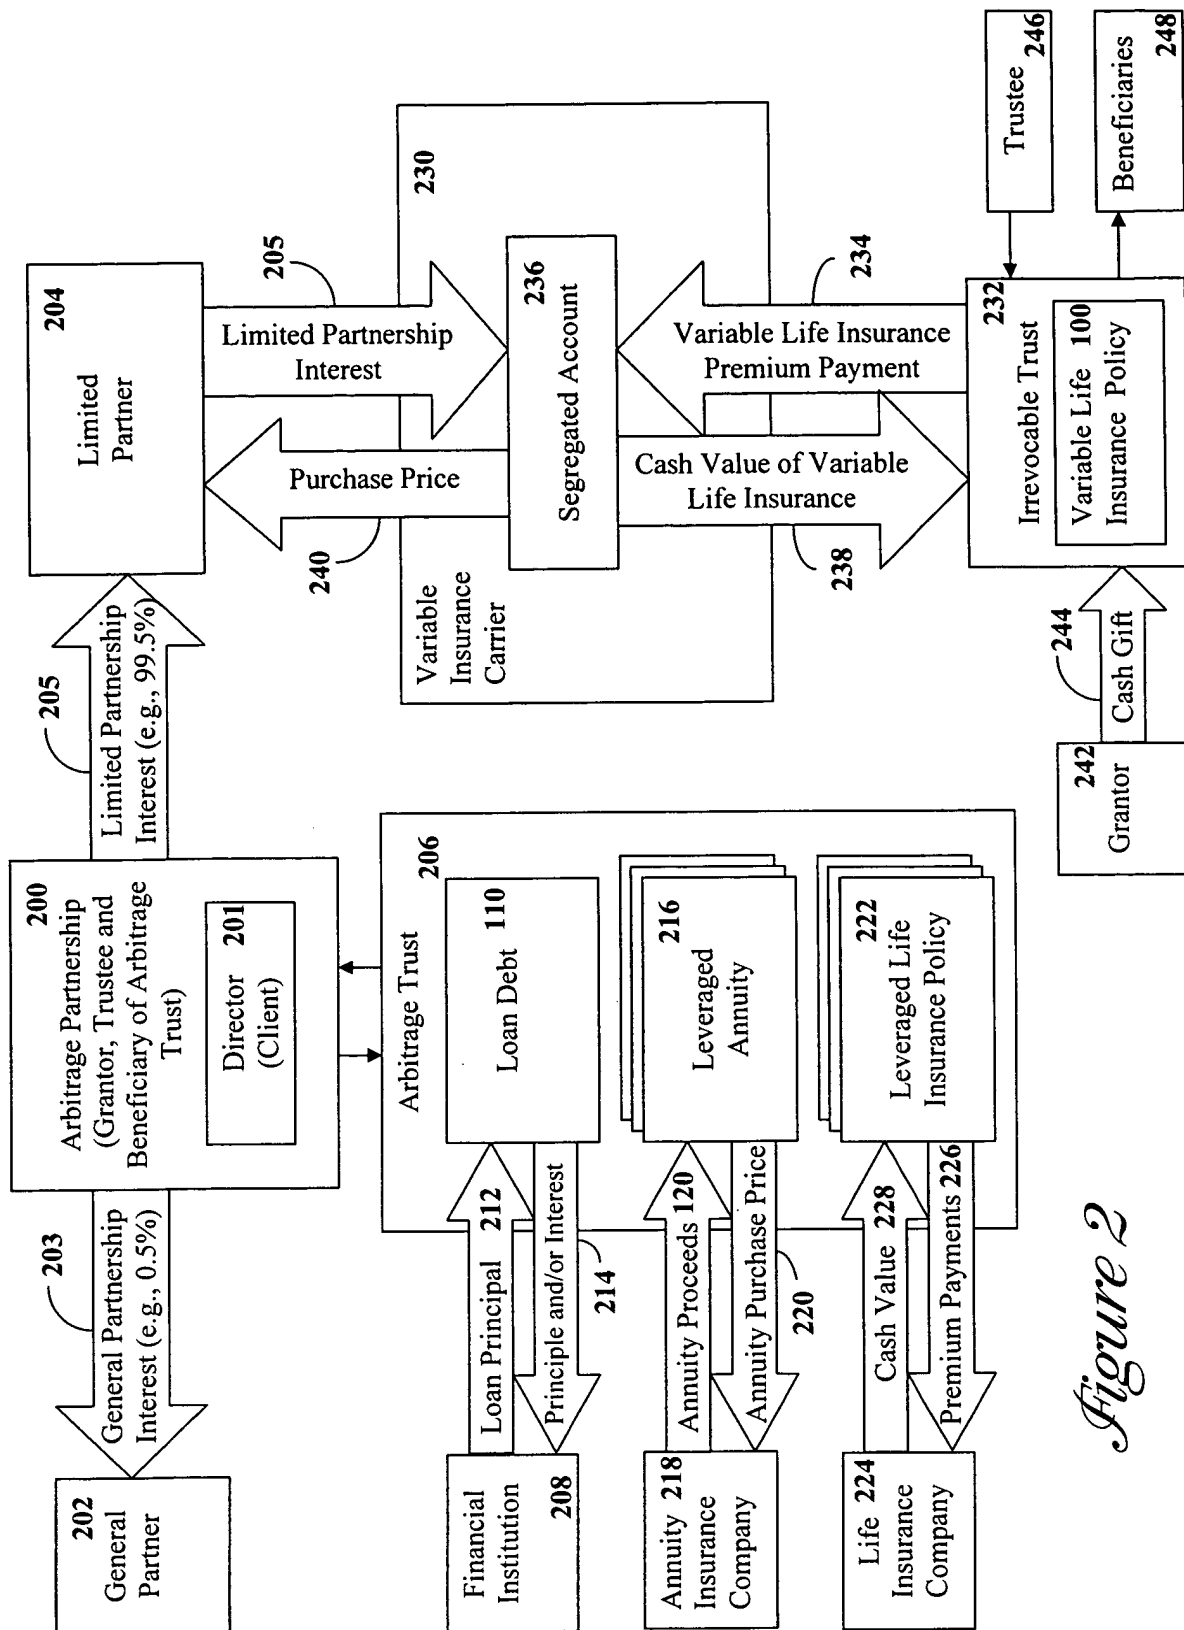 202
General
Partner
203
General Partnership
Interest (e.g., 0.5%)
200
Arbitrage Partnership
(Grantor, Trustee and
Beneficiary of Arbitrage
Trust)
201
Director
(Client)
205
Limited Partnership
Interest (e.g., 99.5%)
204
Limited
Partner
Financial
Institution
208
Loan Principal 212
Principle and/or Interest
214
Arbitrage Trust
206
110
Loan Debt
Annuity 218
Insurance
Company
Annuity Proceeds 120
Annuity Purchase Price
220
216
Leveraged
Annuity
Life 224
Insurance
Company
Cash Value 228
Premium Payments 226
222
Leveraged Life
Insurance Policy
240
Purchase Price
205
Limited Partnership
Interest
Variable
Insurance
Carrier
230
236
Segregated Account
Cash Value of Variable
Life Insurance
238
Variable Life Insurance
Premium Payment
234
242
Grantor
244
Cash Gift
Irrevocable Trust
232
Variable Life 100
Insurance Policy
Trustee
246
Beneficiaries
248
Figure 2